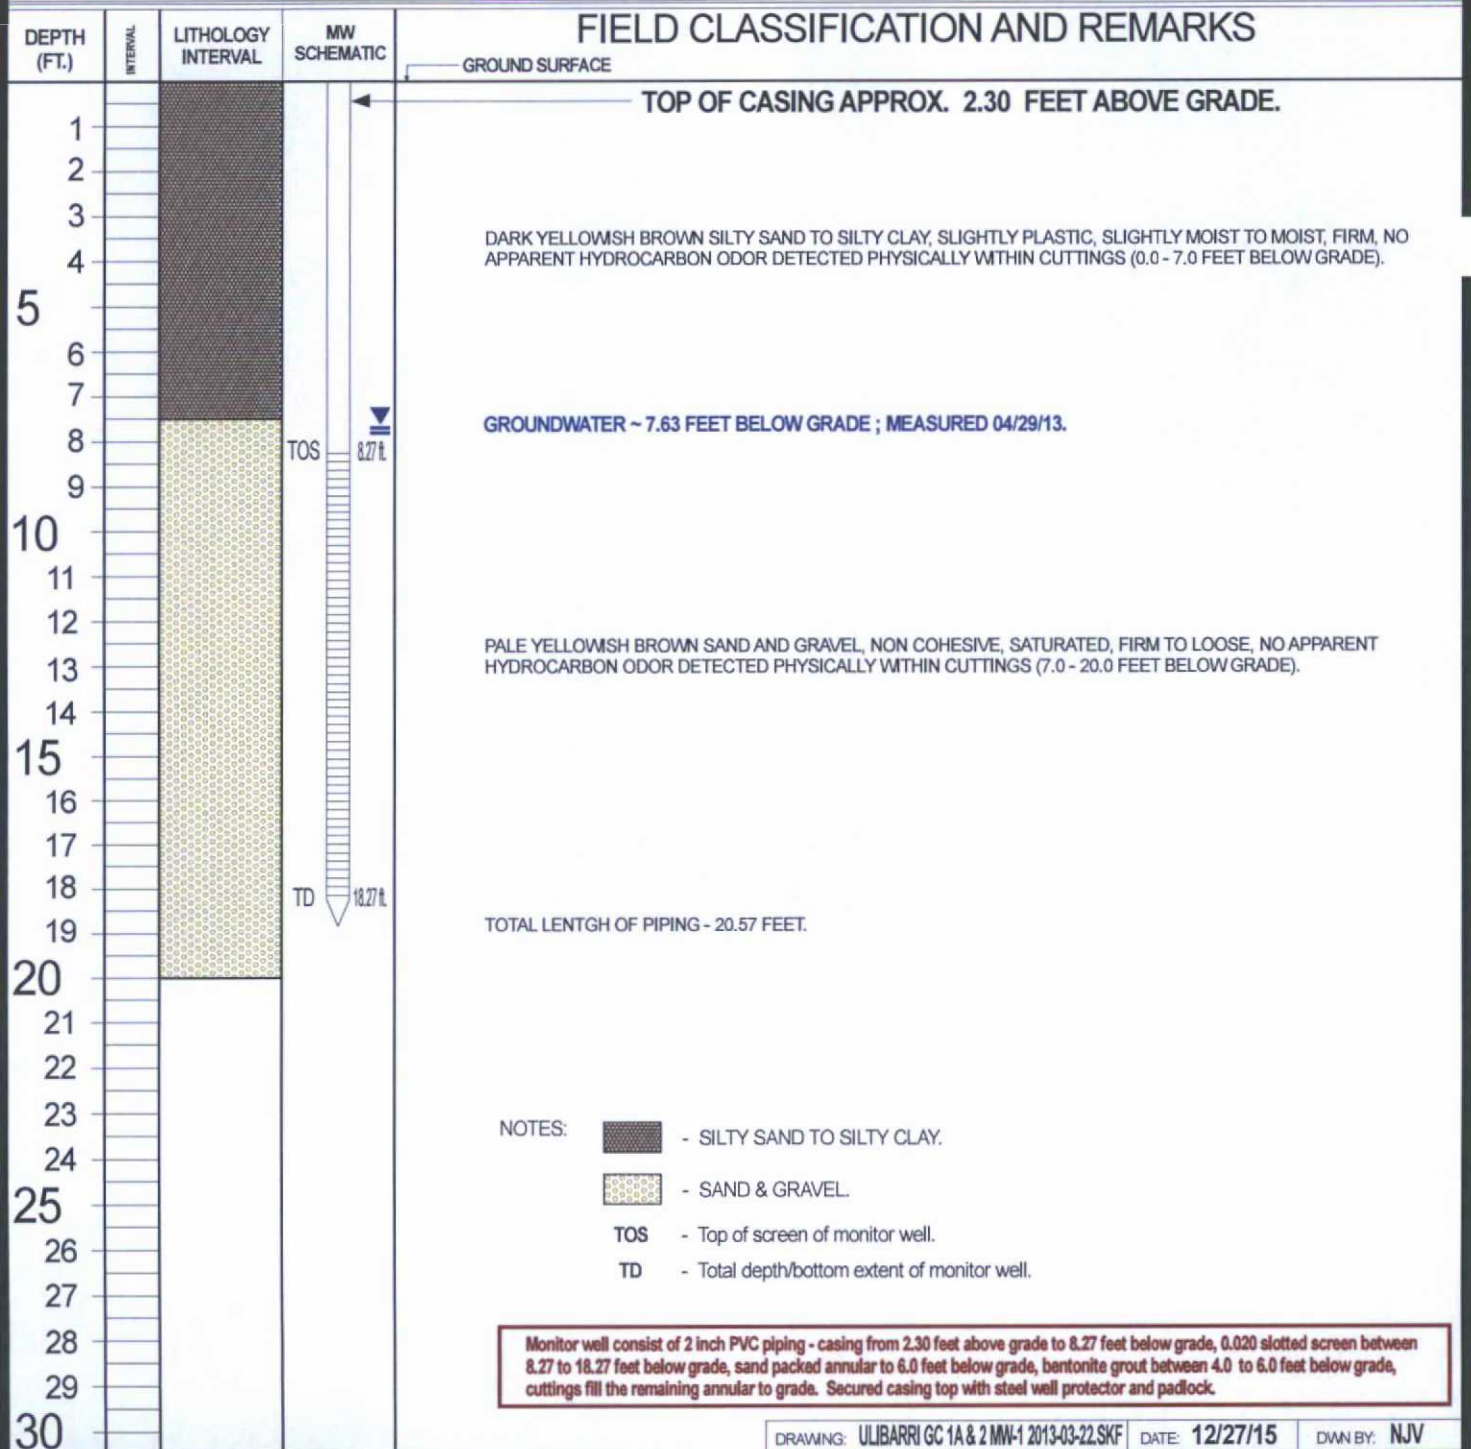 DEPTH
(FT.)
INTERVAL
LITHOLOGY
INTERVAL
MW
SCHEMATIC
FIELD CLASSIFICATION AND REMARKS
GROUND SURFACE
TOP OF CASING APPROX. 2.30 FEET ABOVE GRADE.
1
2
3
DARK YELLOWISH BROWN SILTY SAND TO SILTY CLAY, SLIGHTLY PLASTIC, SLIGHTLY MOIST TO MOIST, FIRM, NO
APPARENT HYDROCARBON ODOR DETECTED PHYSICALLY WITHIN CUTTINGS (0.0 - 7.0 FEET BELOW GRADE).
4
5
6
7
GROUNDWATER ~ 7.63 FEET BELOW GRADE ; MEASURED 04/29/13.
8
TOS 8.27 ft.
9
10
11
12
PALE YELLOWISH BROWN SAND AND GRAVEL, NON COHESIVE, SATURATED, FIRM TO LOOSE, NO APPARENT
HYDROCARBON ODOR DETECTED PHYSICALLY WITHIN CUTTINGS (7.0 - 20.0 FEET BELOW GRADE).
13
14
15
16
17
18
TD 18.27 ft.
19
TOTAL LENTGH OF PIPING - 20.57 FEET.
20
21
22
23
24
25
26
27
28
29
30
NOTES:
- SILTY SAND TO SILTY CLAY.
- SAND & GRAVEL.
TOS - Top of screen of monitor well.
TD - Total depth/bottom extent of monitor well.
Monitor well consist of 2 inch PVC piping - casing from 2.30 feet above grade to 8.27 feet below grade, 0.020 slotted screen between
8.27 to 18.27 feet below grade, sand packed annular to 6.0 feet below grade, bentonite grout between 4.0 to 6.0 feet below grade,
cuttings fill the remaining annular to grade. Secured casing top with steel well protector and padlock.
DRAWING: ULIBARRI GC 1A & 2 MW-1 2013-03-22.SKF DATE: 12/27/15 DWN BY: NJV